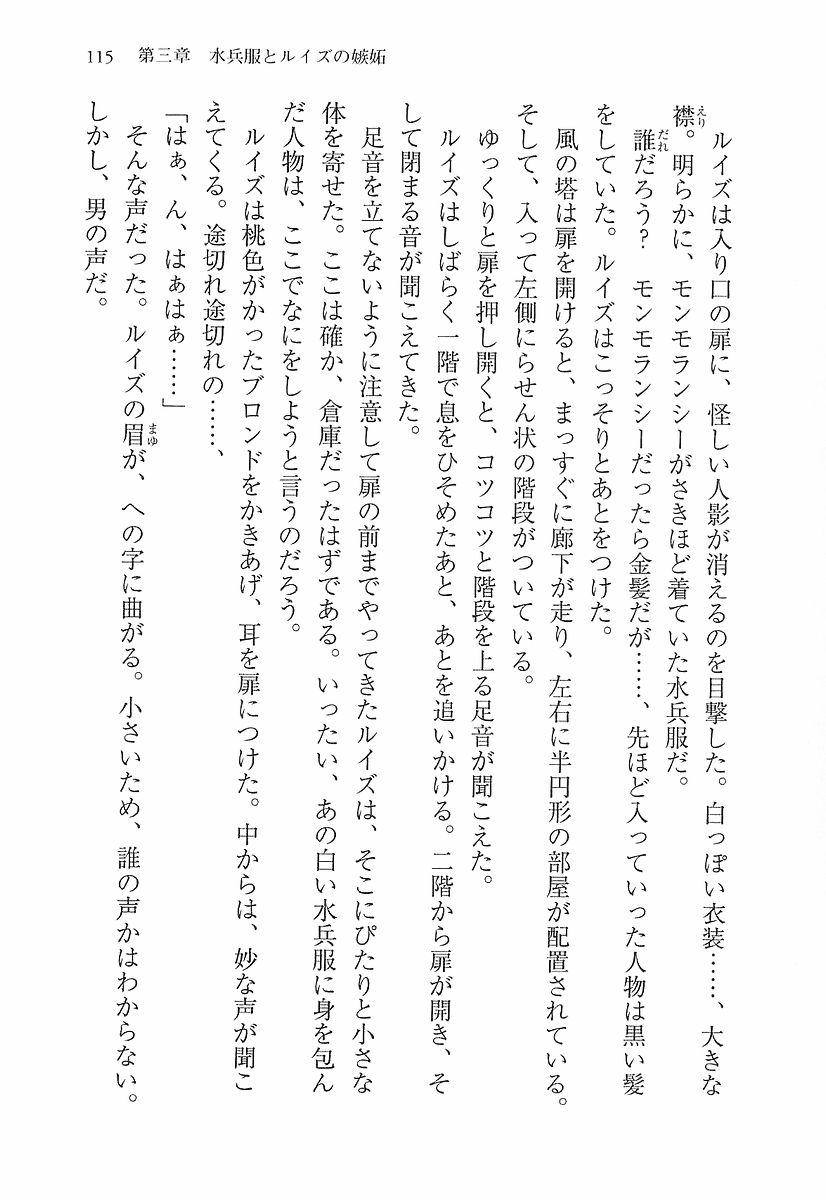 115 第三章 水兵服とルイズの嫉妬
ルイズは入り口の扉に、怪しい人影が消えるのを目撃した。白っぽい衣装……、大きな
襟。明らかに、モンモランシーがさきほど着ていた水兵服だ。
誰だろう? モンモランシーだったら金髪だが……、先ほど入っていった人物は黒い髪
をしていた。ルイズはこっそりとあとをつけた。
風の塔は扉を開けると、まっすぐに廊下が走り、左右に半円形の部屋が配置されている。
そして、入って左側にらせん状の階段がついている。
ゆっくりと扉を押し開くと、コツコツと階段を上る足音が聞こえた。
ルイズはしばらく一階で息をひそめたあと、あとを追いかける。二階から扉が開き、そ
して閉まる音が聞こえてきた。
足音を立てないように注意して扉の前までやってきたルイズは、そこにぴたりと小さな
体を寄せた。ここは確か、倉庫だったはずである。いったい、あの白い水兵服に身を包ん
だ人物は、ここでなにをしようと言うのだろう。
ルイズは桃色がかったブロンドをかきあげ、耳を扉につけた。中からは、妙な声が聞こ
えてくる。途切れ途切れの……、
「はぁ、ん、はぁはぁ……」
そんな声だった。ルイズの眉が、への字に曲がる。小さいため、誰の声かはわからない。
しかし、男の声だ。
えり
だれ
まゆ